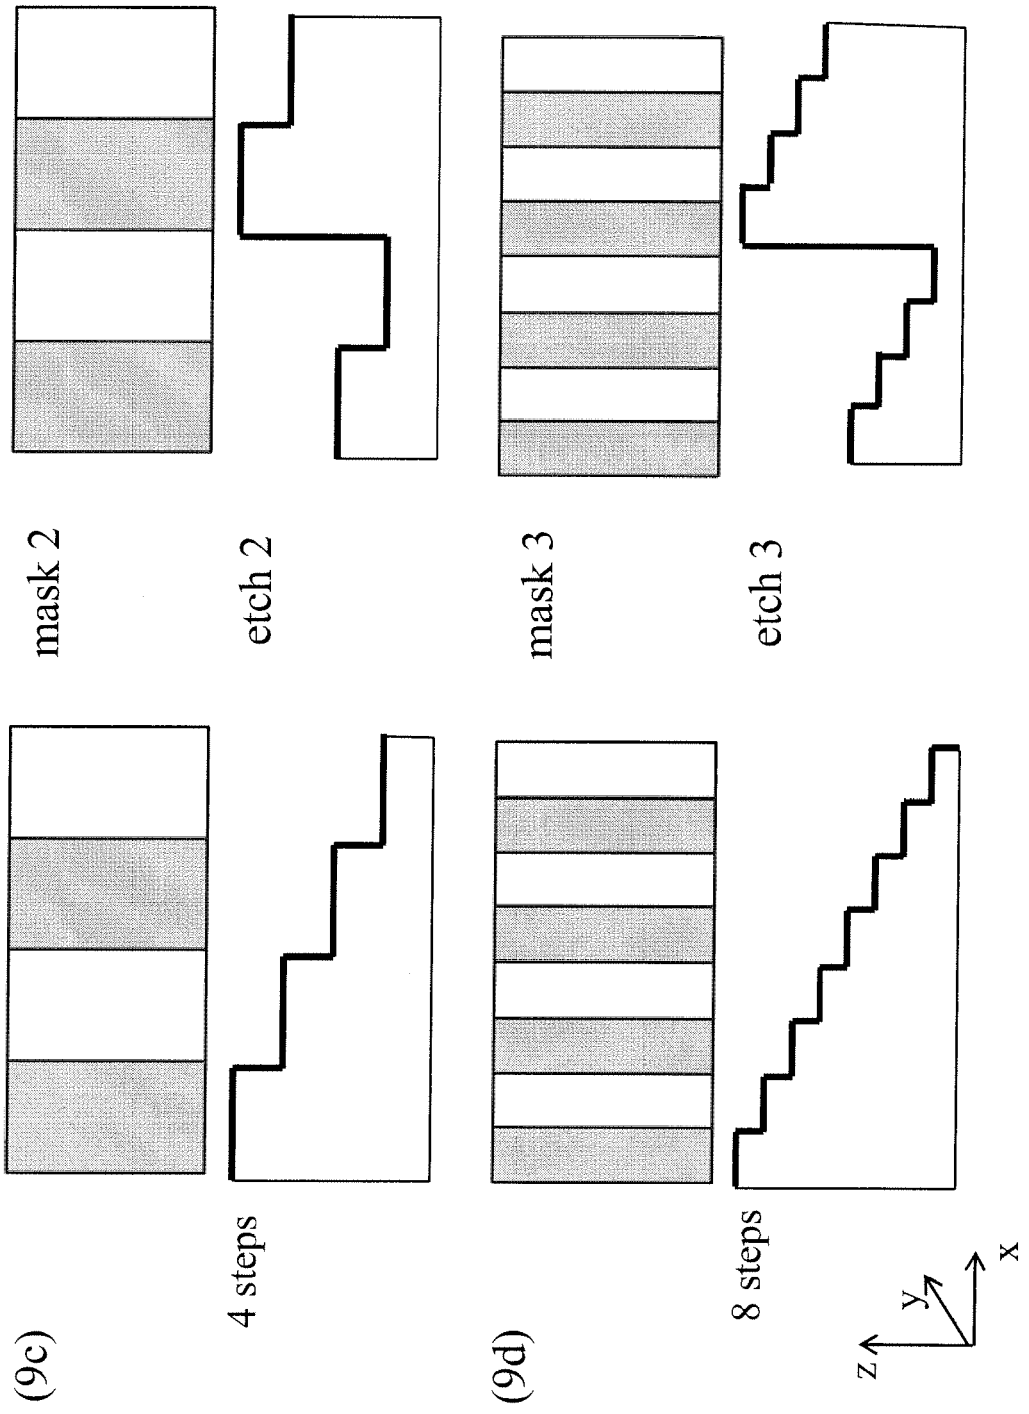 (9c)
4 steps
mask 2
etch 2
(9d)
8 steps
mask 3
etch 3
z
y
x